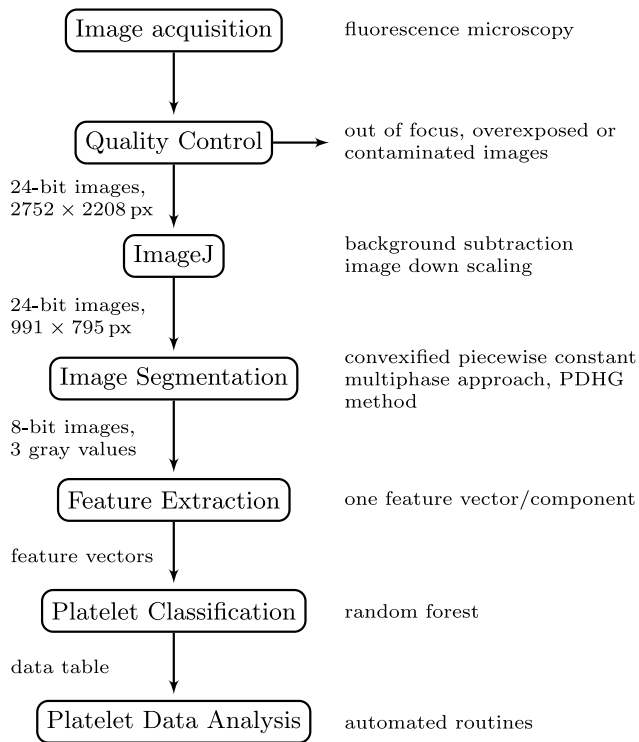 Image acquisition
fluorescence microscopy
Quality Control
out of focus, overexposed or
contaminated images
24-bit images,
2752 × 2208 px
ImageJ
background subtraction
image down scaling
24-bit images,
991 × 795 px
Image Segmentation
convexified piecewise constant
multiphase approach, PDHG
method
8-bit images,
3 gray values
Feature Extraction
one feature vector/component
feature vectors
Platelet Classification
random forest
data table
Platelet Data Analysis
automated routines